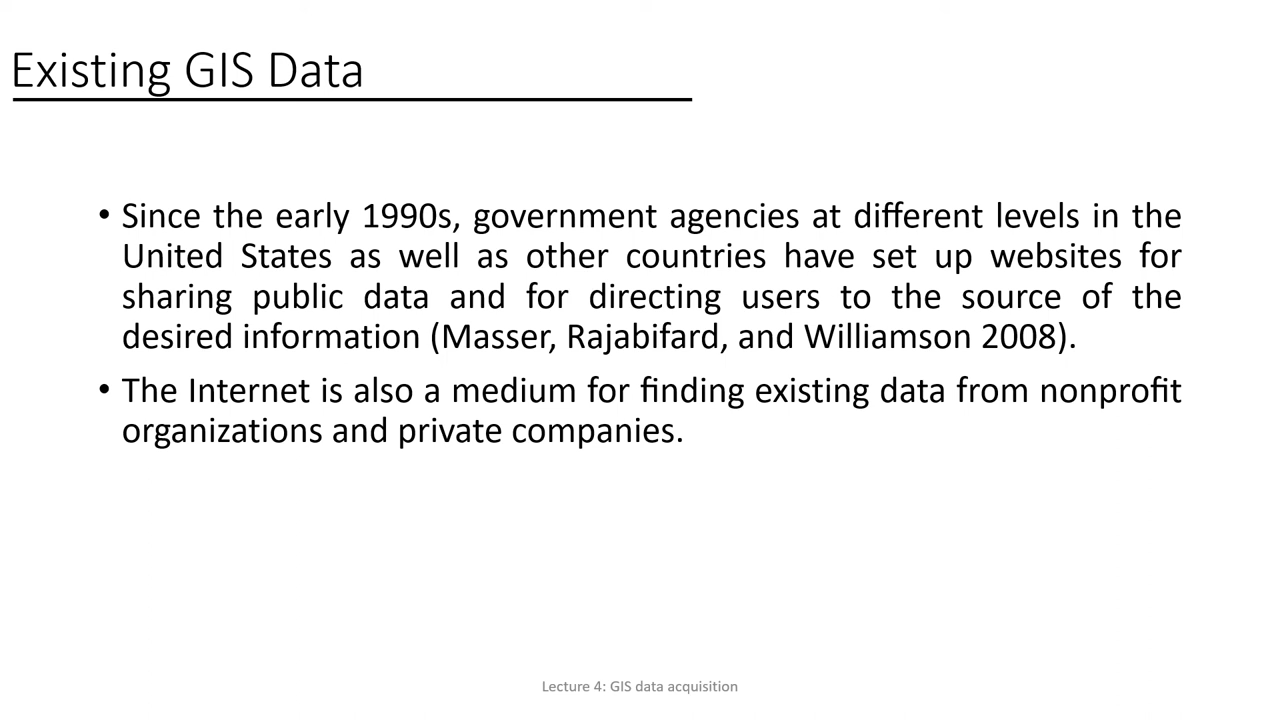 Existing GIS Data
• Since the early 1990s, government agencies at different levels in the
United States as well as other countries have set up websites for
sharing public data and for directing users to the source of the
desired information (Masser, Rajabifard, and Williamson 2008).
• The Internet is also a medium for finding existing data from nonprofit
organizations and private companies.
Lecture 4: GIS data acquisition